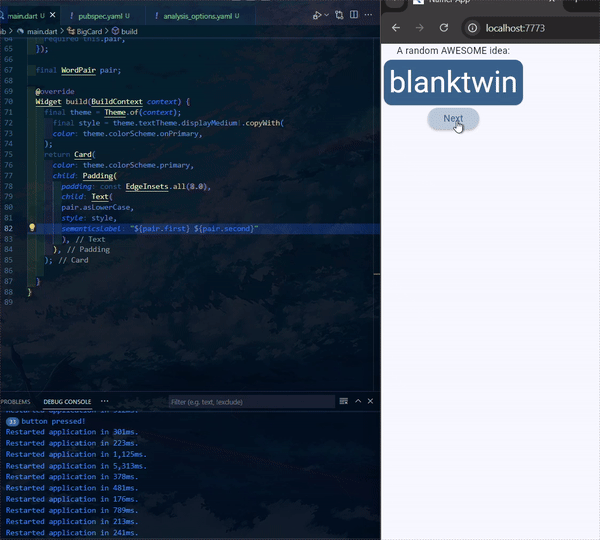 main.dart U
pubspec.yaml U
analysis_options.yaml U
main.dart > BigCard > build
64 required this.pair,
65 });
66
67 final WordPair pair;
68
69 @override
70 Widget build(BuildContext context) {
71 final theme = Theme.of(context);
72 final style = theme.textTheme.displayMedium!.copyWith(
73 color: theme.colorScheme.onPrimary,
74 );
75 return Card(
76 color: theme.colorScheme.primary,
77 child: Padding(
78 padding: const EdgeInsets.all(8.0),
79 child: Text(
80 pair.asLowerCase,
81 style: style,
82 semanticsLabel: "${pair.first} ${pair.second}"
83 ), // Text
84 ), // Padding
85 ); // Card
86
87 }
88 }
89
PROBLEMS DEBUG CONSOLE ...
Filter (e.g. text, !exclude)
33 button pressed!
Restarted application in 301ms.
Restarted application in 223ms.
Restarted application in 1,125ms.
Restarted application in 5,313ms.
Restarted application in 378ms.
Restarted application in 481ms.
Restarted application in 176ms.
Restarted application in 789ms.
Restarted application in 213ms.
Restarted application in 241ms.
localhost:7773
A random AWESOME idea:
blanktwin
Next